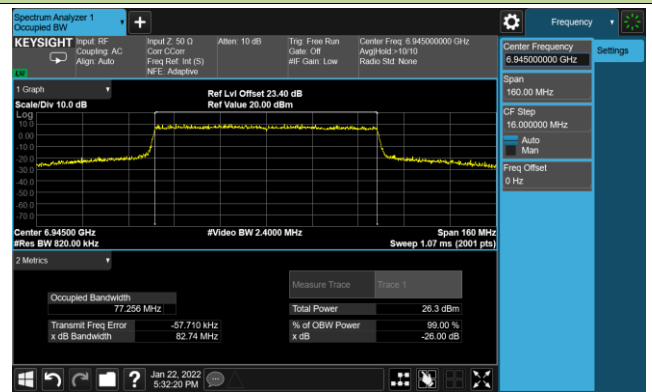 Spectrum Analyzer 1
Occupied BW
Frequency
KEYSIGHT
Input: RF
Coupling: AC
Align: Auto
Input Z: 50 Ω
Corr CCorr
Freq Ref: Int (S)
NFE: Adaptive
Atten: 10 dB
Trig: Free Run
Gate: Off
#IF Gain: Low
Center Freq: 6.945000000 GHz
Avg|Hold:>10/10
Radio Std: None
Center Frequency
6.945000000 GHz
Settings
Span
160.00 MHz
CF Step
16.000000 MHz
Auto
Man
Freq Offset
0 Hz
1 Graph
Scale/Div 10.0 dB
Ref Lvl Offset 23.40 dB
Ref Value 20.00 dBm
Log
10.0
0.00
-10.0
-20.0
-30.0
-40.0
-50.0
-60.0
-70.0
Center 6.94500 GHz
#Res BW 820.00 kHz
#Video BW 2.4000 MHz
Span 160 MHz
Sweep 1.07 ms (2001 pts)
2 Metrics
Measure Trace
Trace 1
Occupied Bandwidth
77.256 MHz
Total Power
26.3 dBm
Transmit Freq Error
-57.710 kHz
% of OBW Power
99.00 %
x dB Bandwidth
82.74 MHz
x dB
-26.00 dB
Jan 22, 2022
5:32:20 PM